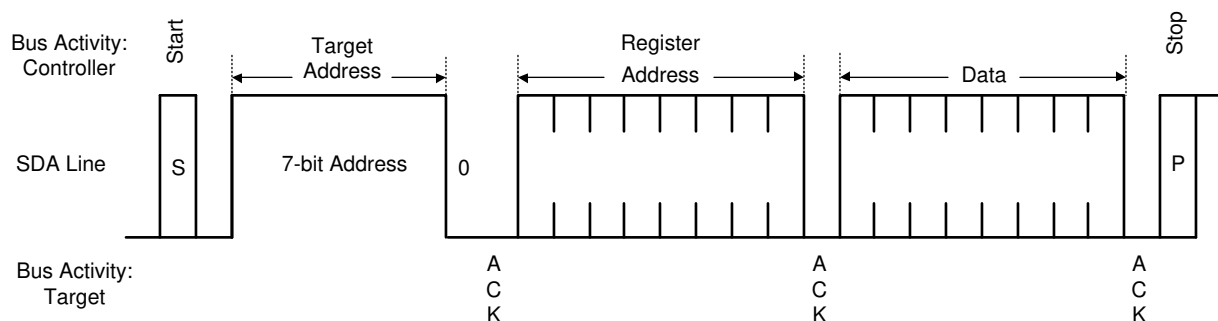 Bus Activity:
Controller
Start
Target
Address
Register
Address
Data
Stop
SDA Line
S
7-bit Address
0
P
Bus Activity:
Target
A
C
K
A
C
K
A
C
K